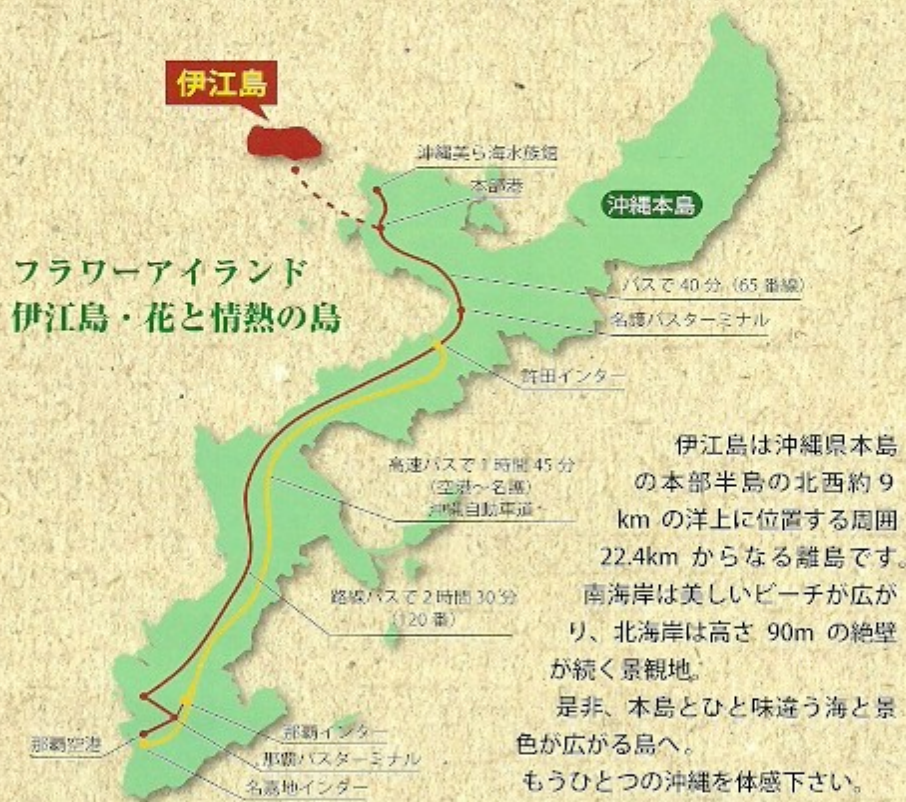 伊江島
沖縄美ら海水族館
本部港
沖縄本島
フラワーアイランド
伊江島・花と情熱の島
バスで40分（65番線）
名護バスターミナル
許田インター
高速バスで1時間45分
（空港～名護）
沖縄自動車道
路線バスで2時間30分
（120番）
伊江島は沖縄県本島
の本部半島の北西約9
kmの洋上に位置する周囲
22.4kmからなる離島です。
南海岸は美しいビーチが広が
り、北海岸は高さ 90mの絶壁
が続く景観地。
是非、本島とひと味違う海と景
色が広がる島へ。
もうひとつの沖縄を体感下さい。
那覇空港
那覇インター
那覇バスターミナル
名嘉地インター